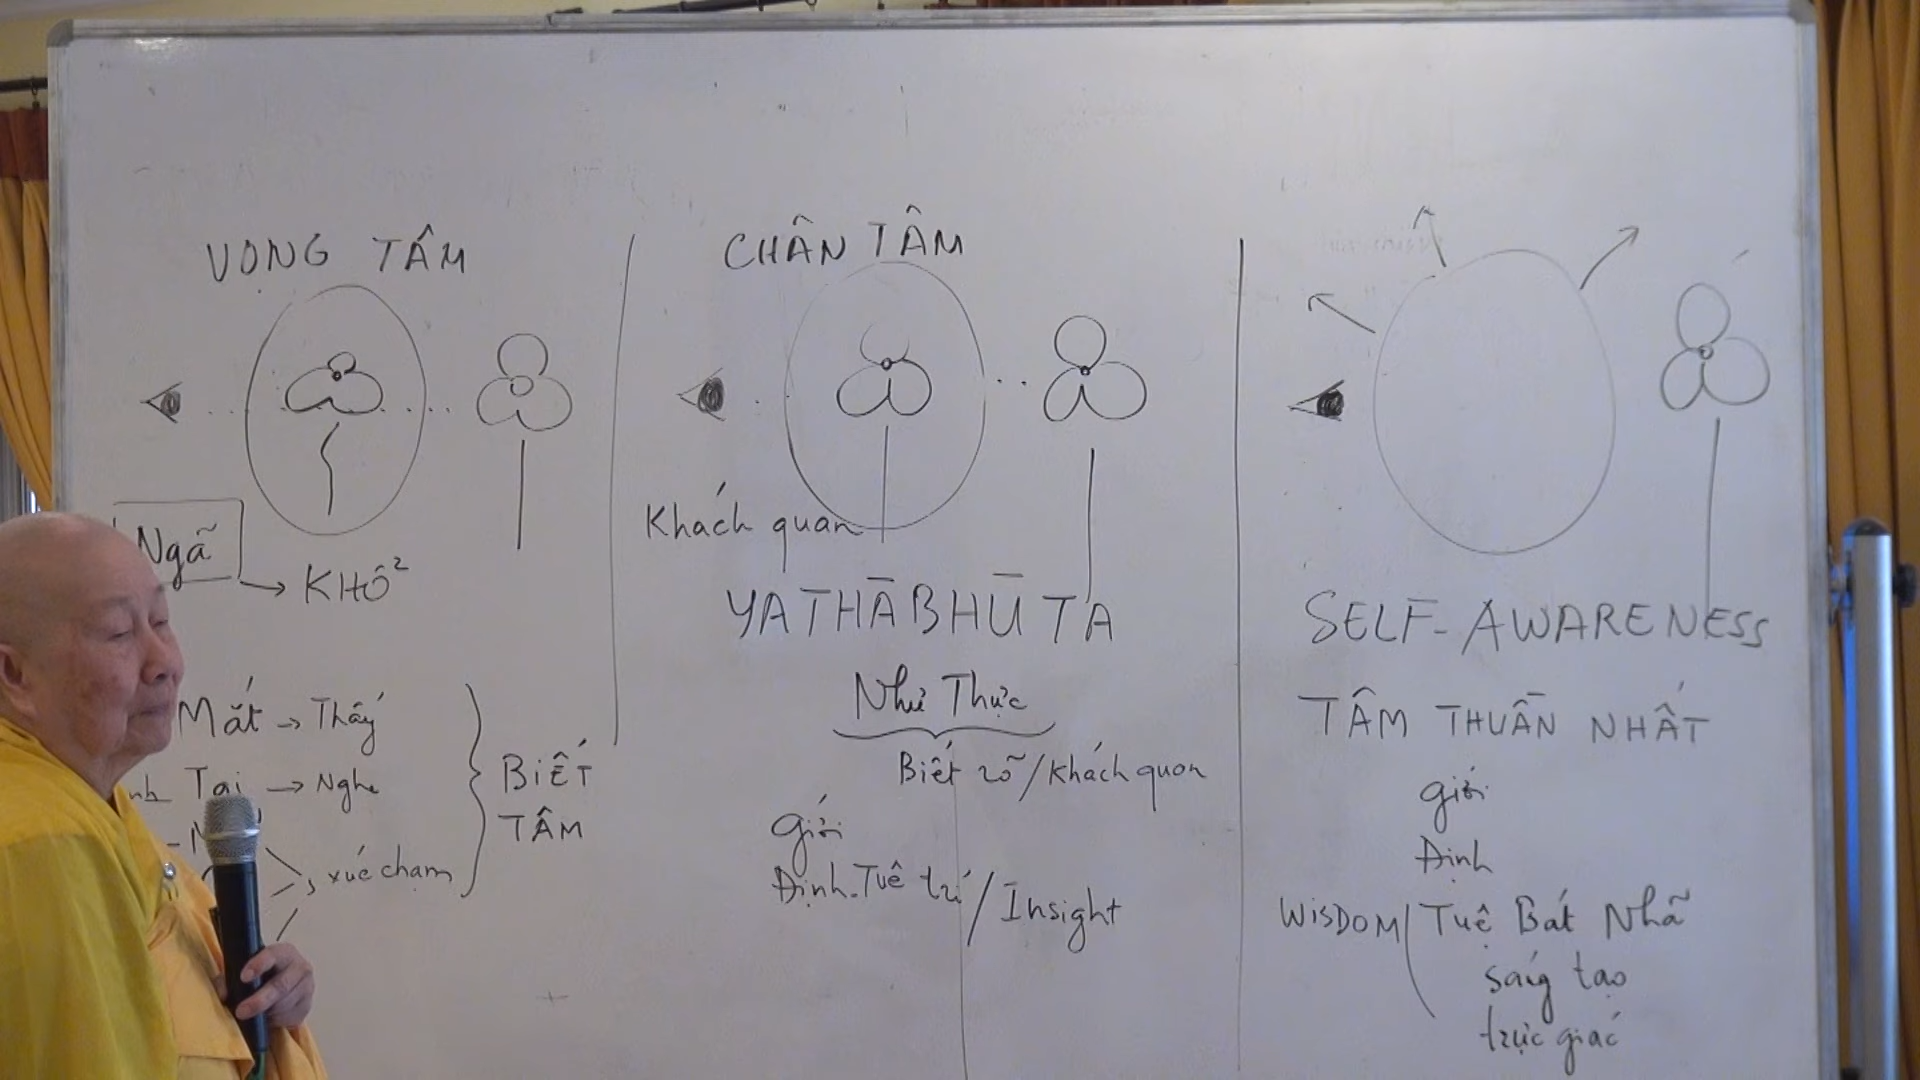 VỌNG TÂM
Ngã
KHỔ²
Mắt → Thấy
Tai → Nghe
xúc chạm
BIẾT
TÂM
CHÂN TÂM
Khách quan
YATHĀBHŪTA
Như Thực
Biết rõ/khách quan
Giới
Định-Tuệ trí/Insight
SELF-AWARENESS
TÂM THUẦN NHẤT
Giới
Định
WISDOM/Tuệ Bát Nhã
sáng tạo
trực giác